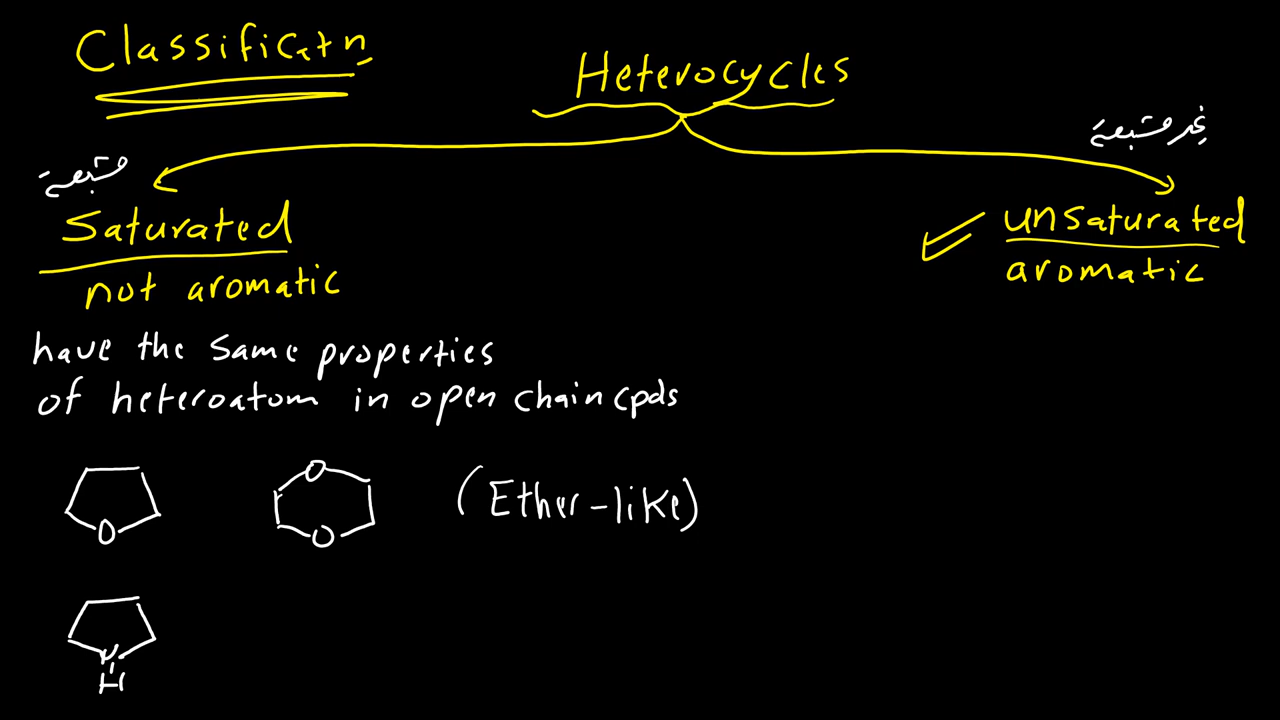 Classificatn
Heterocycles
غير مشبعة
مشبعة
Saturated
not aromatic
unsaturated
aromatic
have the same properties
of heteroatom in open chain cpds
O
O
O
(Ether-like)
N
H